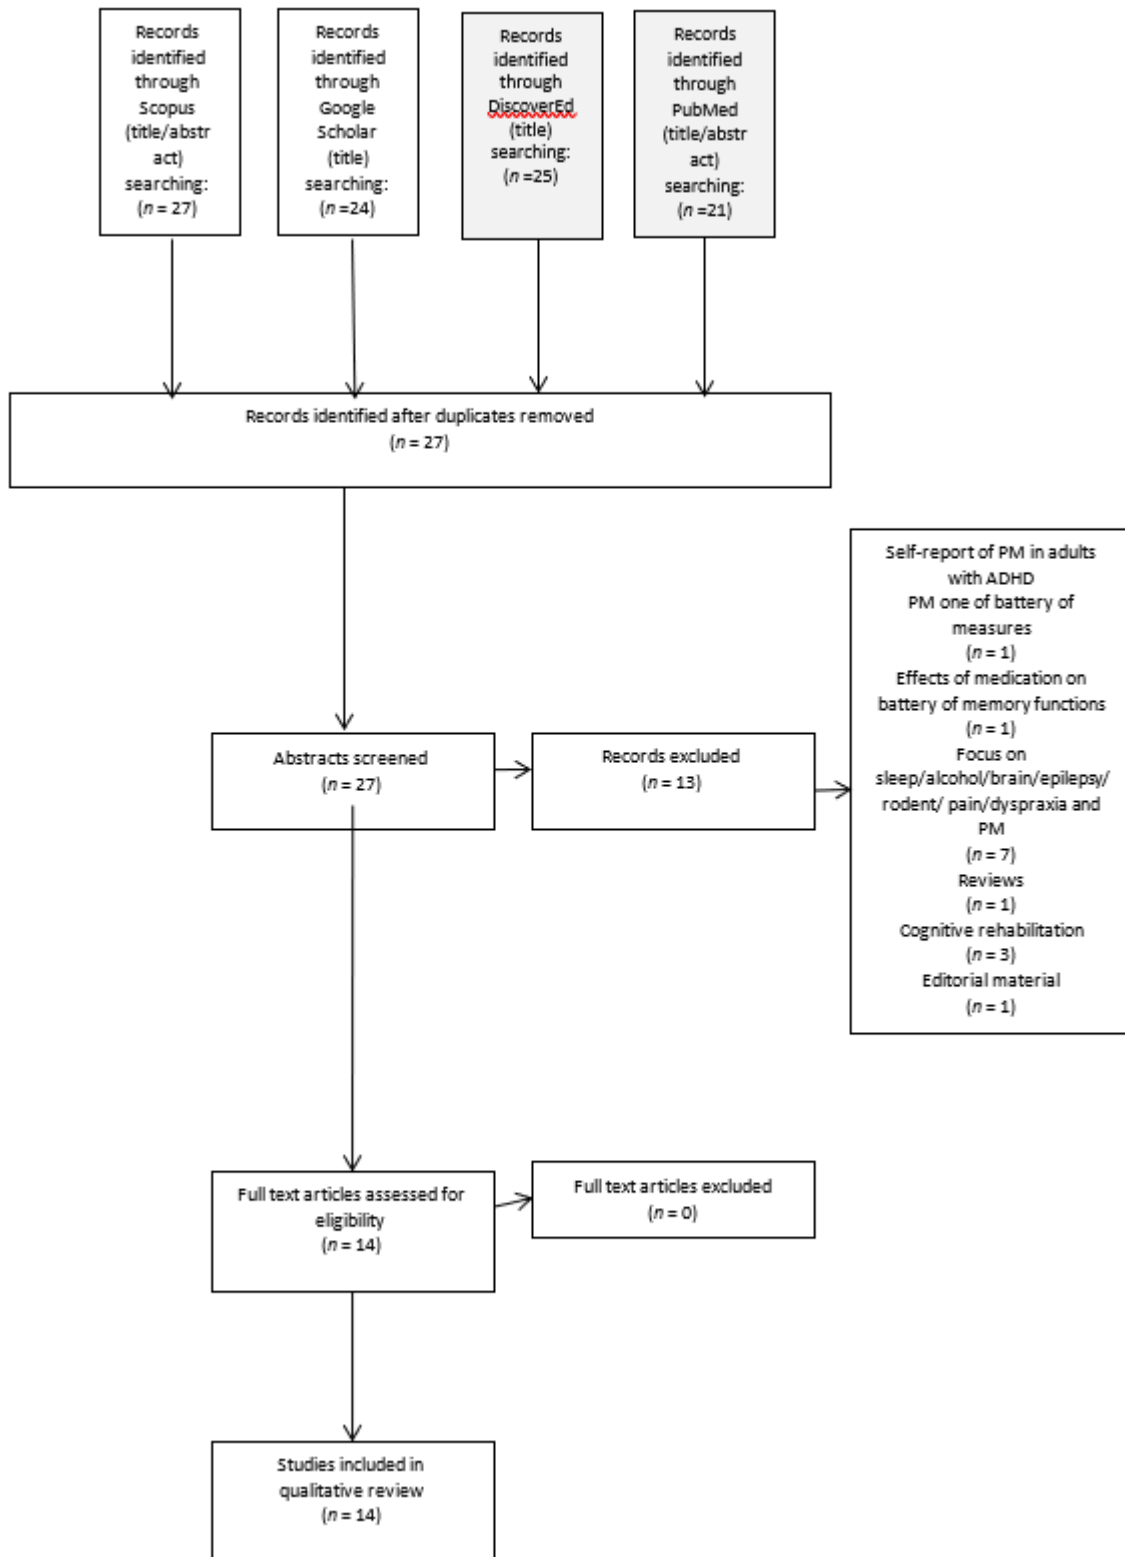 Records
identified
through
Scopus
(title/abstr
act)
searching:
(n = 27)
Records
identified
through
Google
Scholar
(title)
searching:
(n =24)
Records
identified
through
DiscoverEd
(title)
searching:
(n =25)
Records
identified
through
PubMed
(title/abstr
act)
searching:
(n =21)
Records identified after duplicates removed
(n = 27)
Abstracts screened
(n = 27)
Records excluded
(n = 13)
Self-report of PM in adults
with ADHD
PM one of battery of
measures
(n = 1)
Effects of medication on
battery of memory functions
(n = 1)
Focus on
sleep/alcohol/brain/epilepsy/
rodent/ pain/dyspraxia and
PM
(n = 7)
Reviews
(n = 1)
Cognitive rehabilitation
(n = 3)
Editorial material
(n = 1)
Full text articles assessed for
eligibility
(n = 14)
Full text articles excluded
(n = 0)
Studies included in
qualitative review
(n = 14)